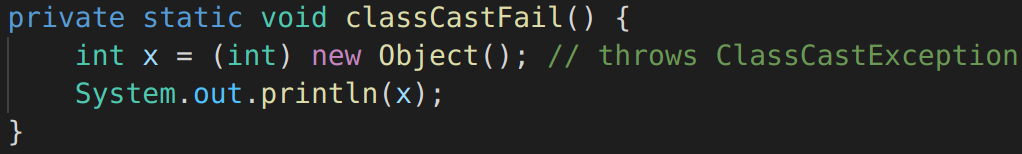 private static void classCastFail() {
    int x = (int) new Object(); // throws ClassCastException
    System.out.println(x);
}